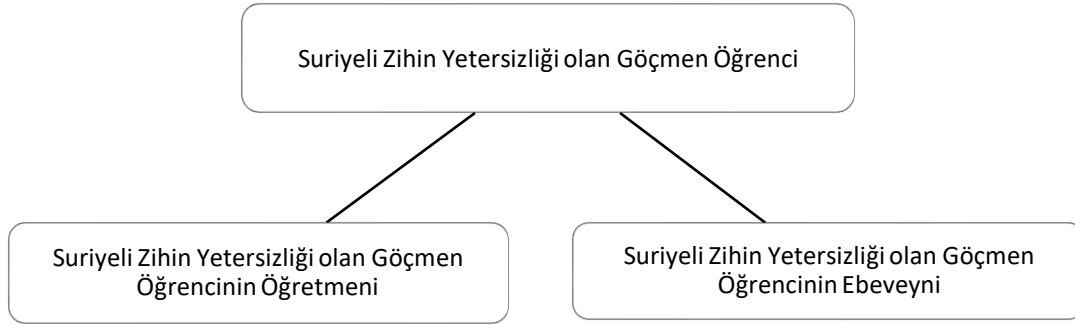 Suriyeli Zihin Yetersizliği olan Göçmen Öğrenci
Suriyeli Zihin Yetersizliği olan Göçmen
Öğrencinin Öğretmeni
Suriyeli Zihin Yetersizliği olan Göçmen
Öğrencinin Ebeveyni